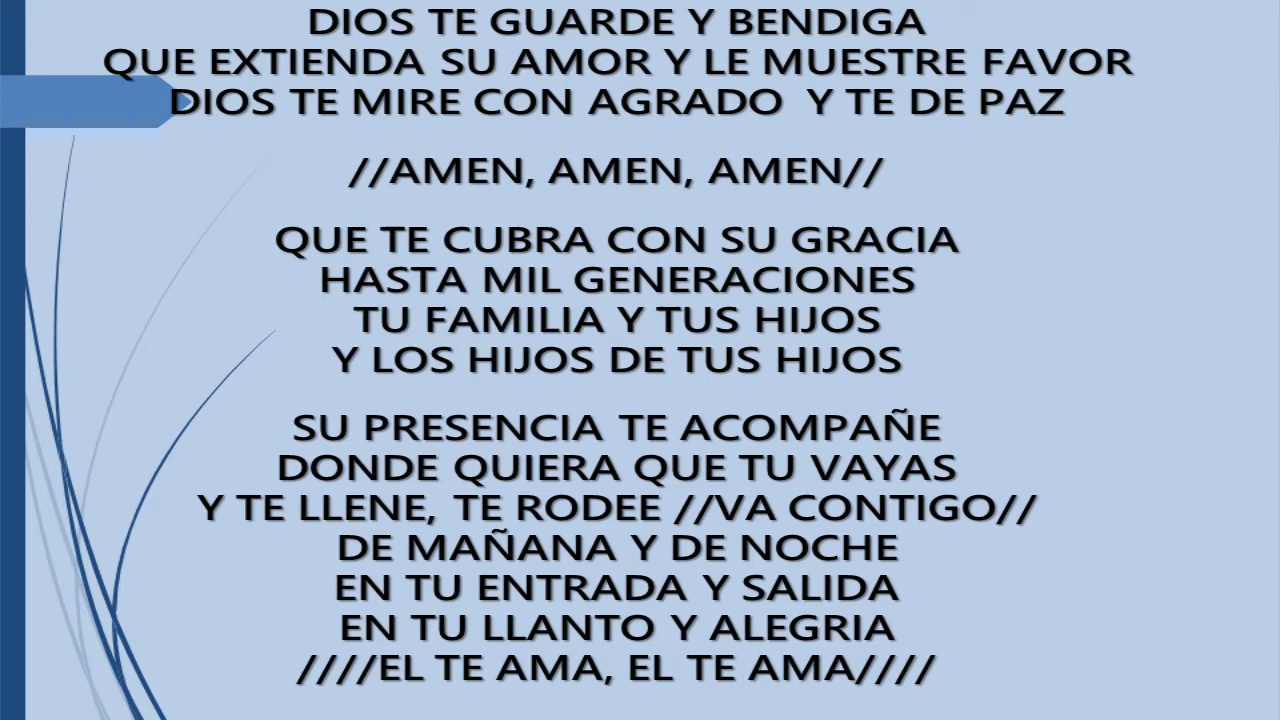 DIOS TE GUARDE Y BENDIGA
QUE EXTIENDA SU AMOR Y LE MUESTRE FAVOR
DIOS TE MIRE CON AGRADO Y TE DE PAZ
//AMEN, AMEN, AMEN//
QUE TE CUBRA CON SU GRACIA
HASTA MIL GENERACIONES
TU FAMILIA Y TUS HIJOS
Y LOS HIJOS DE TUS HIJOS
SU PRESENCIA TE ACOMPAÑE
DONDE QUIERA QUE TU VAYAS
Y TE LLENE, TE RODEE //VA CONTIGO//
DE MAÑANA Y DE NOCHE
EN TU ENTRADA Y SALIDA
EN TU LLANTO Y ALEGRIA
////EL TE AMA, EL TE AMA////